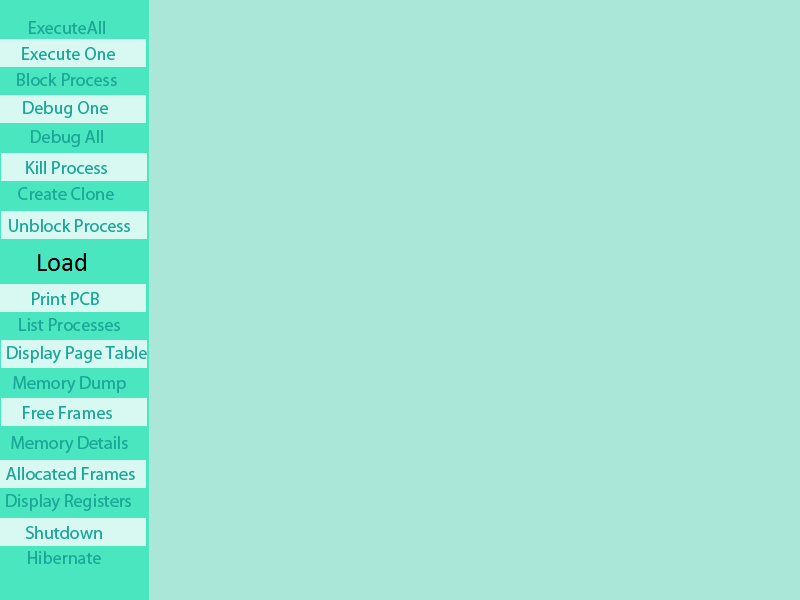 ExecuteAll
Execute One
Block Process
Debug One
Debug All
Kill Process
Create Clone
Unblock Process
Load
Print PCB
List Processes
Display Page Table
Memory Dump
Free Frames
Memory Details
Allocated Frames
Display Registers
Shutdown
Hibernate